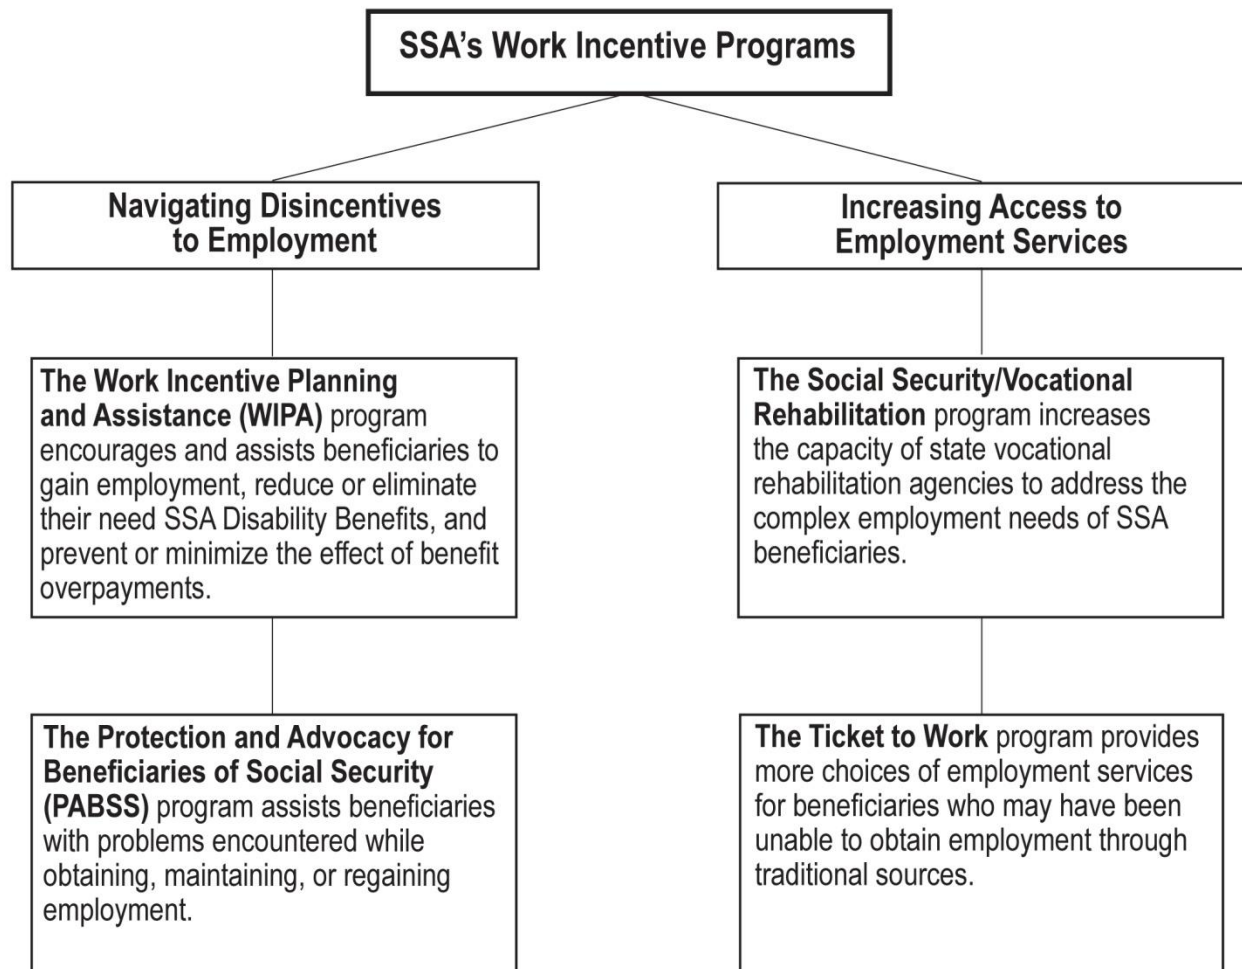 SSA’s Work Incentive Programs
Navigating Disincentives
to Employment
Increasing Access to
Employment Services
The Work Incentive Planning
and Assistance (WIPA) program
encourages and assists beneficiaries to
gain employment, reduce or eliminate
their need SSA Disability Benefits, and
prevent or minimize the effect of benefit
overpayments.
The Social Security/Vocational
Rehabilitation program increases
the capacity of state vocational
rehabilitation agencies to address the
complex employment needs of SSA
beneficiaries.
The Protection and Advocacy for
Beneficiaries of Social Security
(PABSS) program assists beneficiaries
with problems encountered while
obtaining, maintaining, or regaining
employment.
The Ticket to Work program provides
more choices of employment services
for beneficiaries who may have been
unable to obtain employment through
traditional sources.